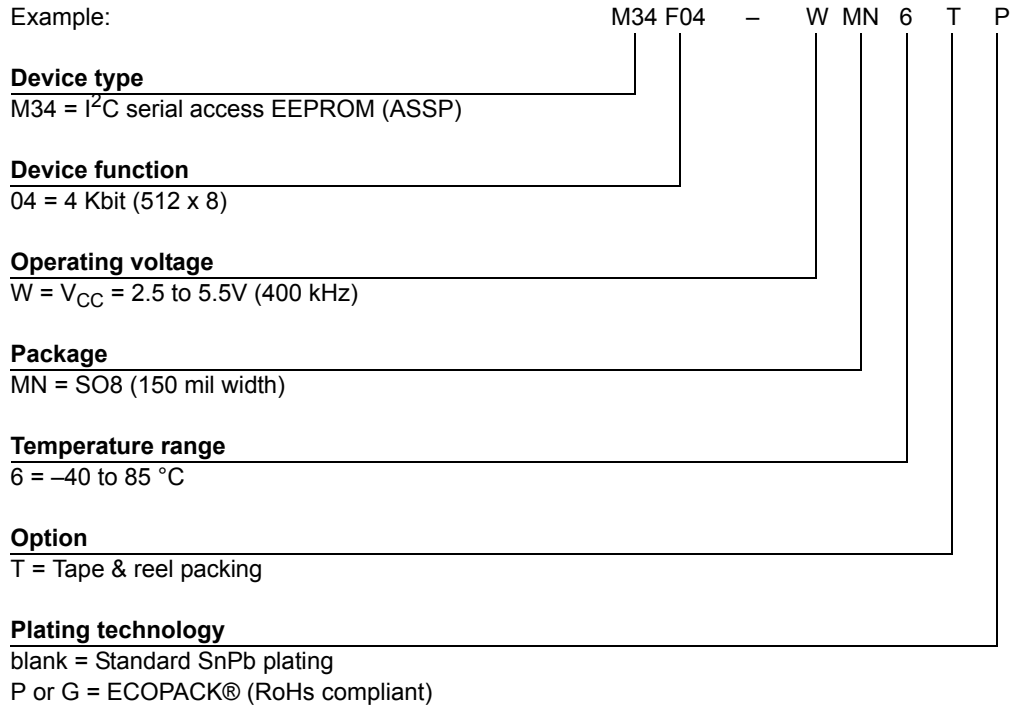 Example: M34 F04 – W MN 6 T P
Device type
M34 = I2C serial access EEPROM (ASSP)
Device function
04 = 4 Kbit (512 x 8)
Operating voltage
W = VCC = 2.5 to 5.5V (400 kHz)
Package
MN = SO8 (150 mil width)
Temperature range
6 = –40 to 85 °C
Option
T = Tape & reel packing
Plating technology
blank = Standard SnPb plating
P or G = ECOPACK® (RoHs compliant)